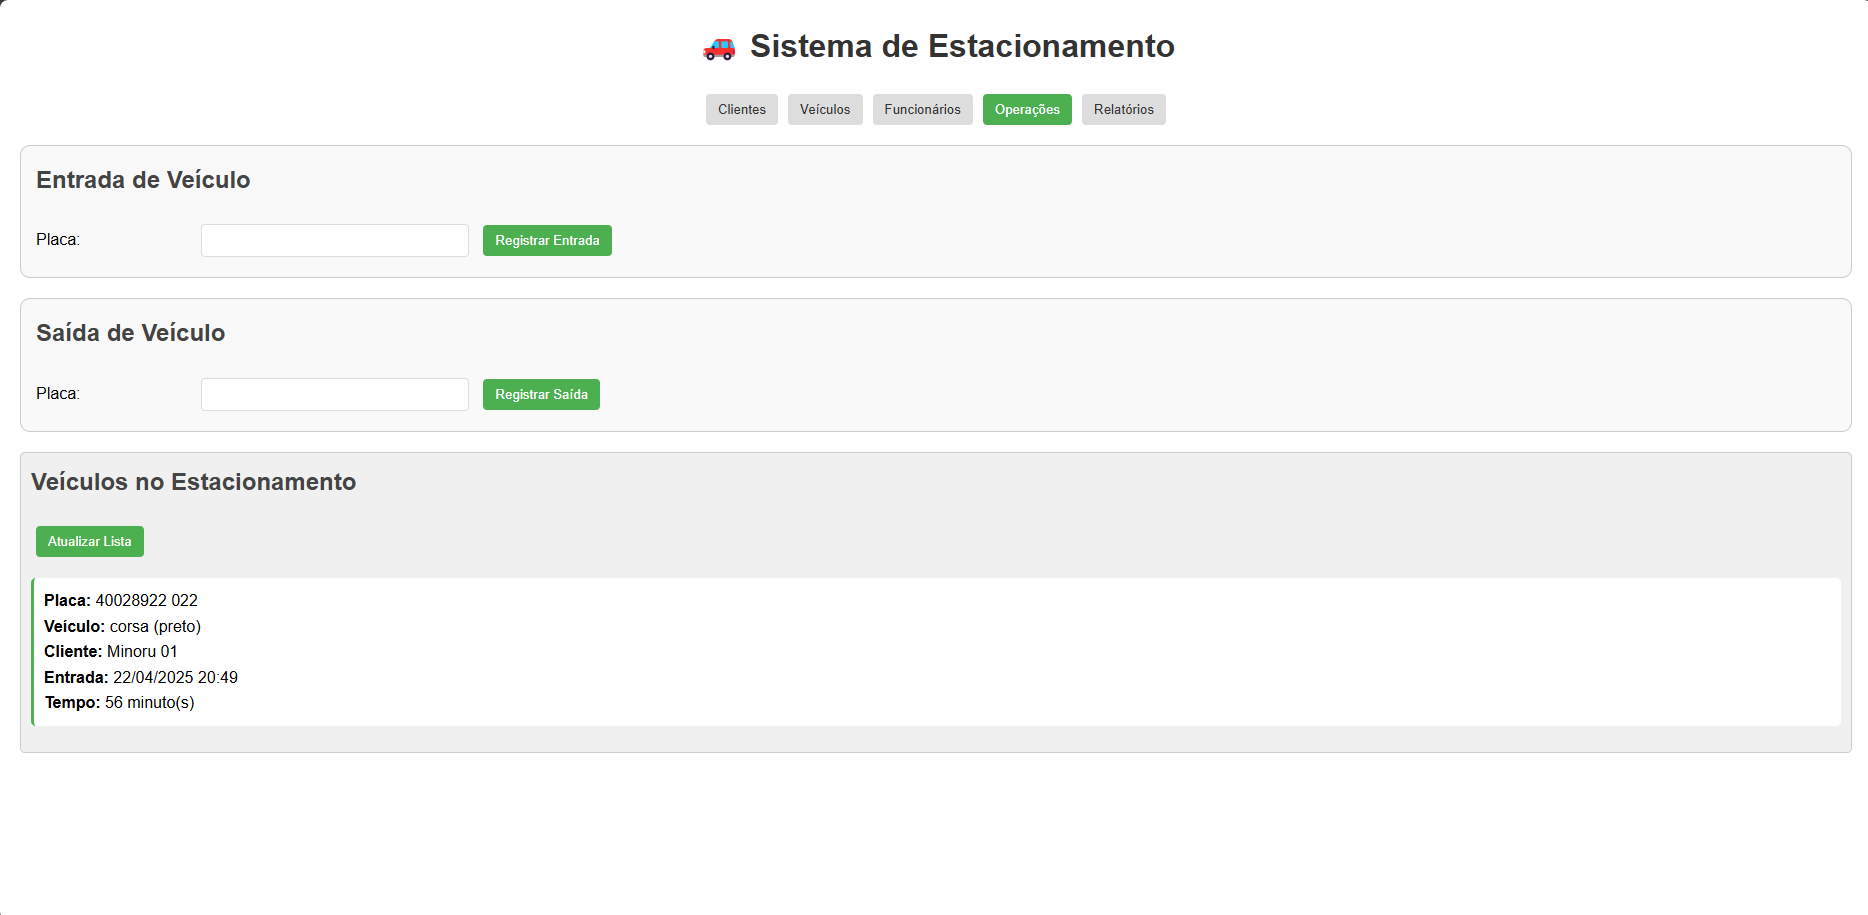 Sistema de Estacionamento
Clientes Veículos Funcionários Operações Relatórios
Entrada de Veículo
Placa: Registrar Entrada
Saída de Veículo
Placa: Registrar Saída
Veículos no Estacionamento
Atualizar Lista
Placa: 40028922 022
Veículo: corsa (preto)
Cliente: Minoru 01
Entrada: 22/04/2025 20:49
Tempo: 56 minuto(s)